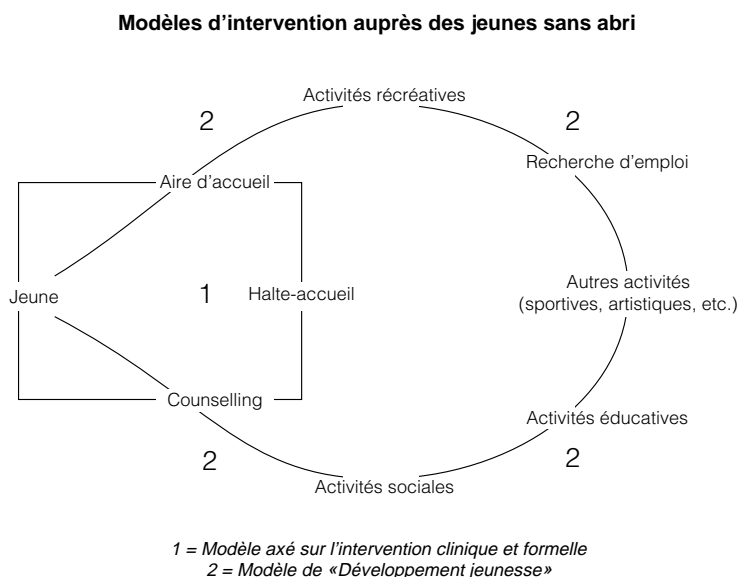 Modèles d’intervention auprès des jeunes sans abri
Activités récréatives
2
2
Recherche d’emploi
Aire d’accueil
Jeune
1
Halte-accueil
Autres activités
(sportives, artistiques, etc.)
Counselling
Activités éducatives
2
2
Activités sociales
1 = Modèle axé sur l’intervention clinique et formelle
2 = Modèle de «Développement jeunesse»